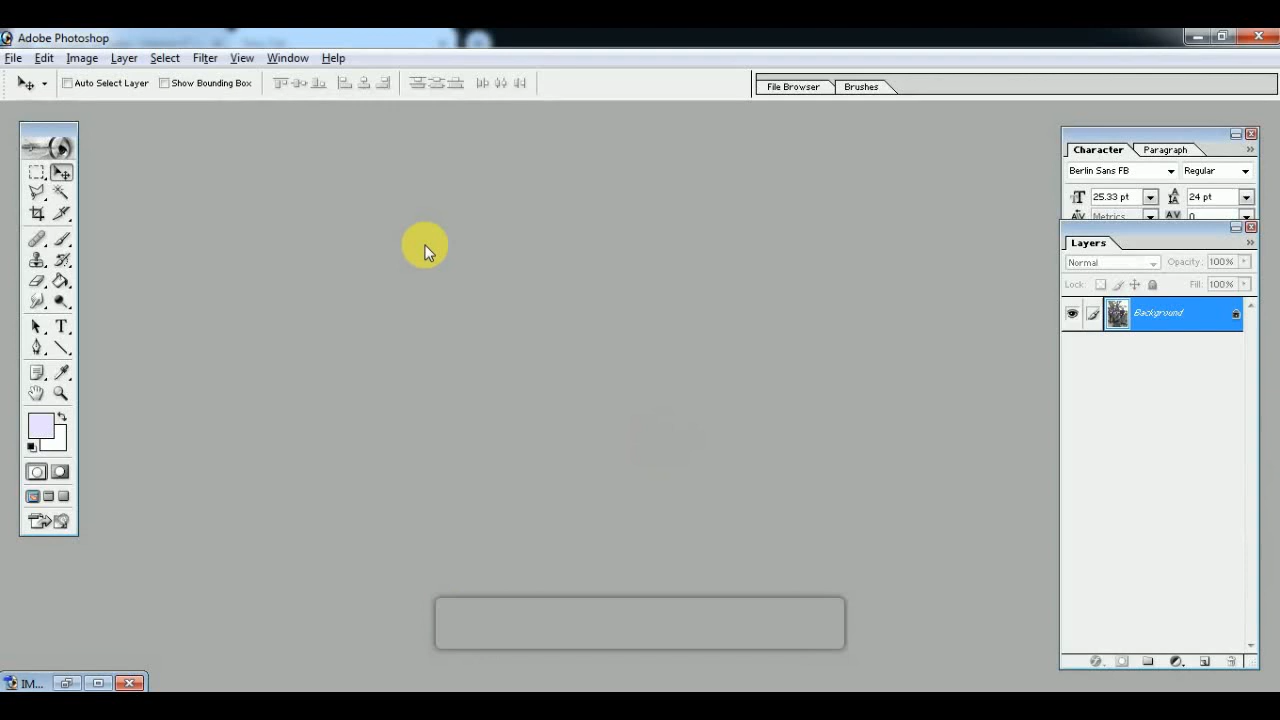 Adobe Photoshop
File Edit Image Layer Select Filter View Window Help
Auto Select Layer Show Bounding Box File Browser Brushes
Character Paragraph
Berlin Sans FB Regular
25.33 pt 24 pt
Metrics 0
Layers
Normal Opacity: 100%
Lock: Fill: 100%
Background
T
IM...